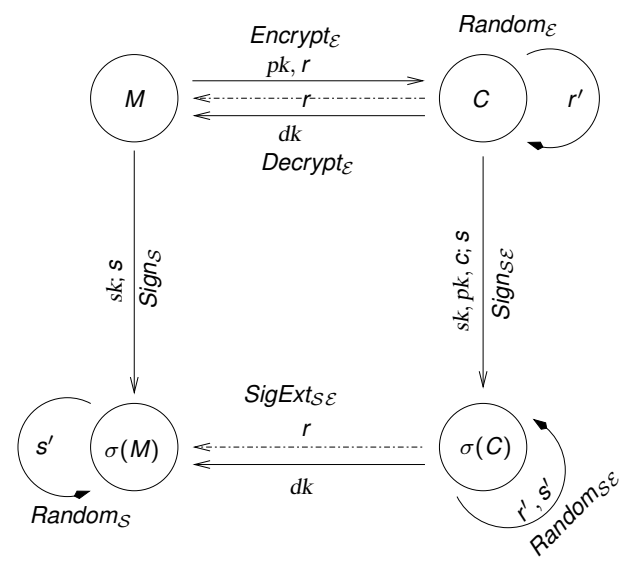 Encrypt_ℰ
Random_ℰ
pk, r
M
r
C
r′
dk
Decrypt_ℰ
sk; s
Sign_𝒮
sk, pk, c; s
Sign_𝒮ℰ
SigExt_𝒮ℰ
r
s′
σ(M)
σ(C)
dk
r′, s′
Random_𝒮
Random_𝒮ℰ